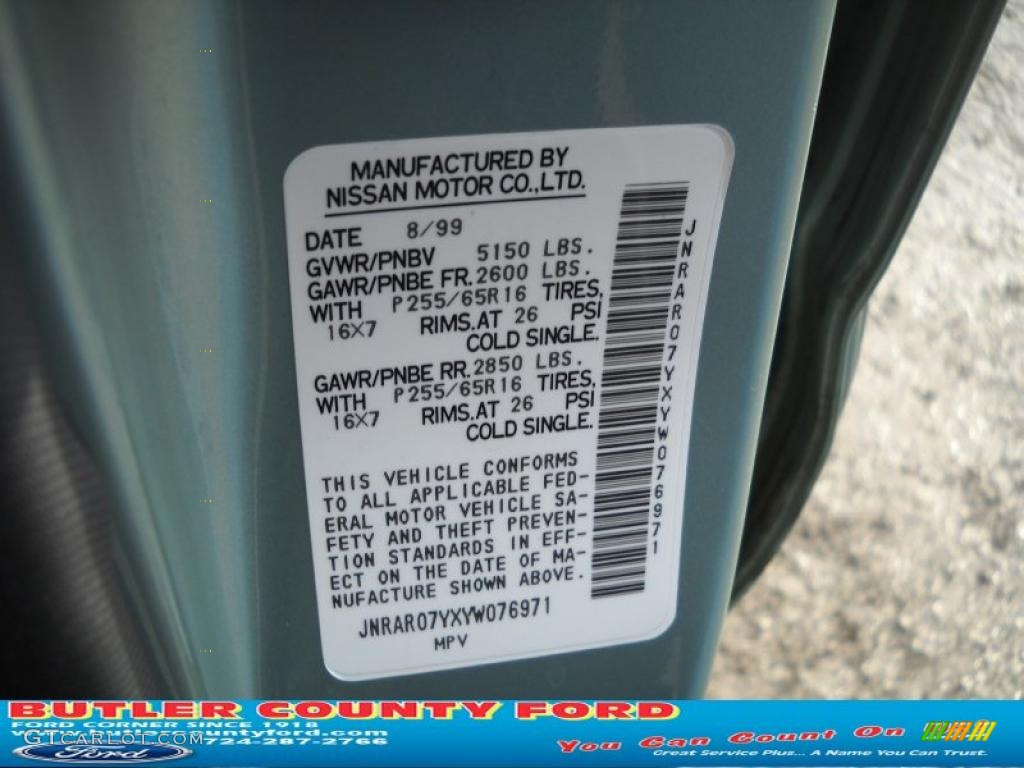 MANUFACTURED BY
NISSAN MOTOR CO.,LTD.
DATE 8/99
GVWR/PNBV 5150 LBS.
GAWR/PNBE FR. 2600 LBS.
WITH P255/65R16 TIRES,
16X7 RIMS.AT 26 PSI
COLD SINGLE.
GAWR/PNBE RR. 2850 LBS.
WITH P255/65R16 TIRES,
16X7 RIMS.AT 26 PSI
COLD SINGLE.
THIS VEHICLE CONFORMS
TO ALL APPLICABLE FED-
ERAL MOTOR VEHICLE SA-
FETY AND THEFT PREVEN-
TION STANDARDS IN EFF-
ECT ON THE DATE OF MA-
NUFACTURE SHOWN ABOVE.
JNRAR07YXYW076971
MPV
JNRAR07YXYW076971
BUTLER COUNTY FORD
FORD CORNER SINCE 1918
GTcarlot.com
724-287-2766
Ford
You Can Count On
Great Service Plus... A Name You Can Trust.